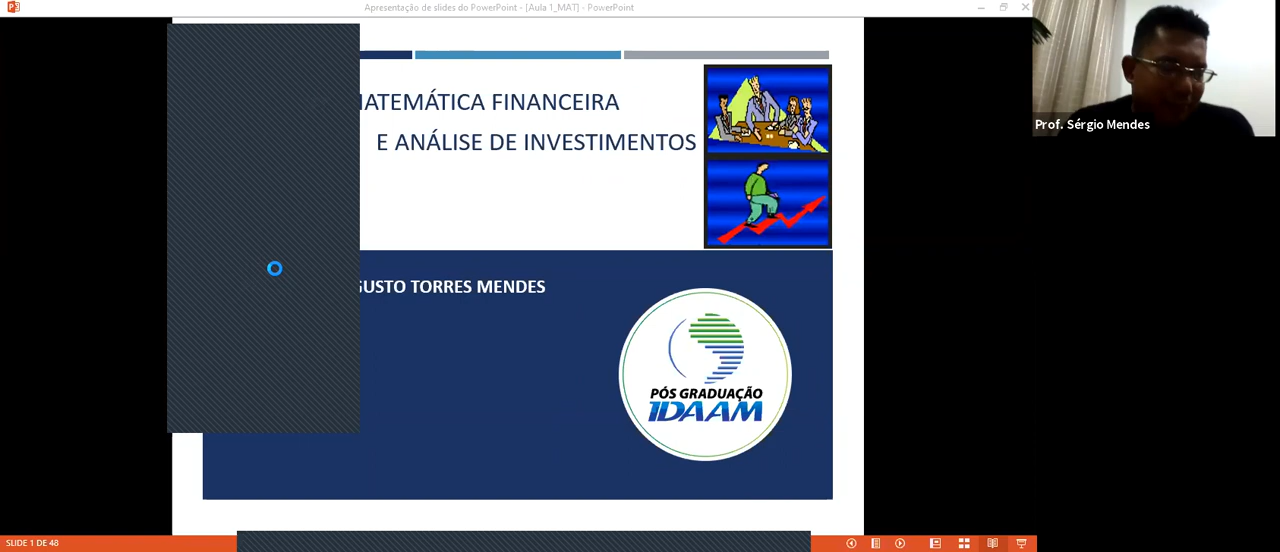 Apresentação de slides do PowerPoint - [Aula 1_MAT] - PowerPoint
ATEMÁTICA FINANCEIRA
E ANÁLISE DE INVESTIMENTOS
Prof. Sérgio Mendes
GUSTO TORRES MENDES
PÓS GRADUAÇÃO
IDAAM
SLIDE 1 DE 48